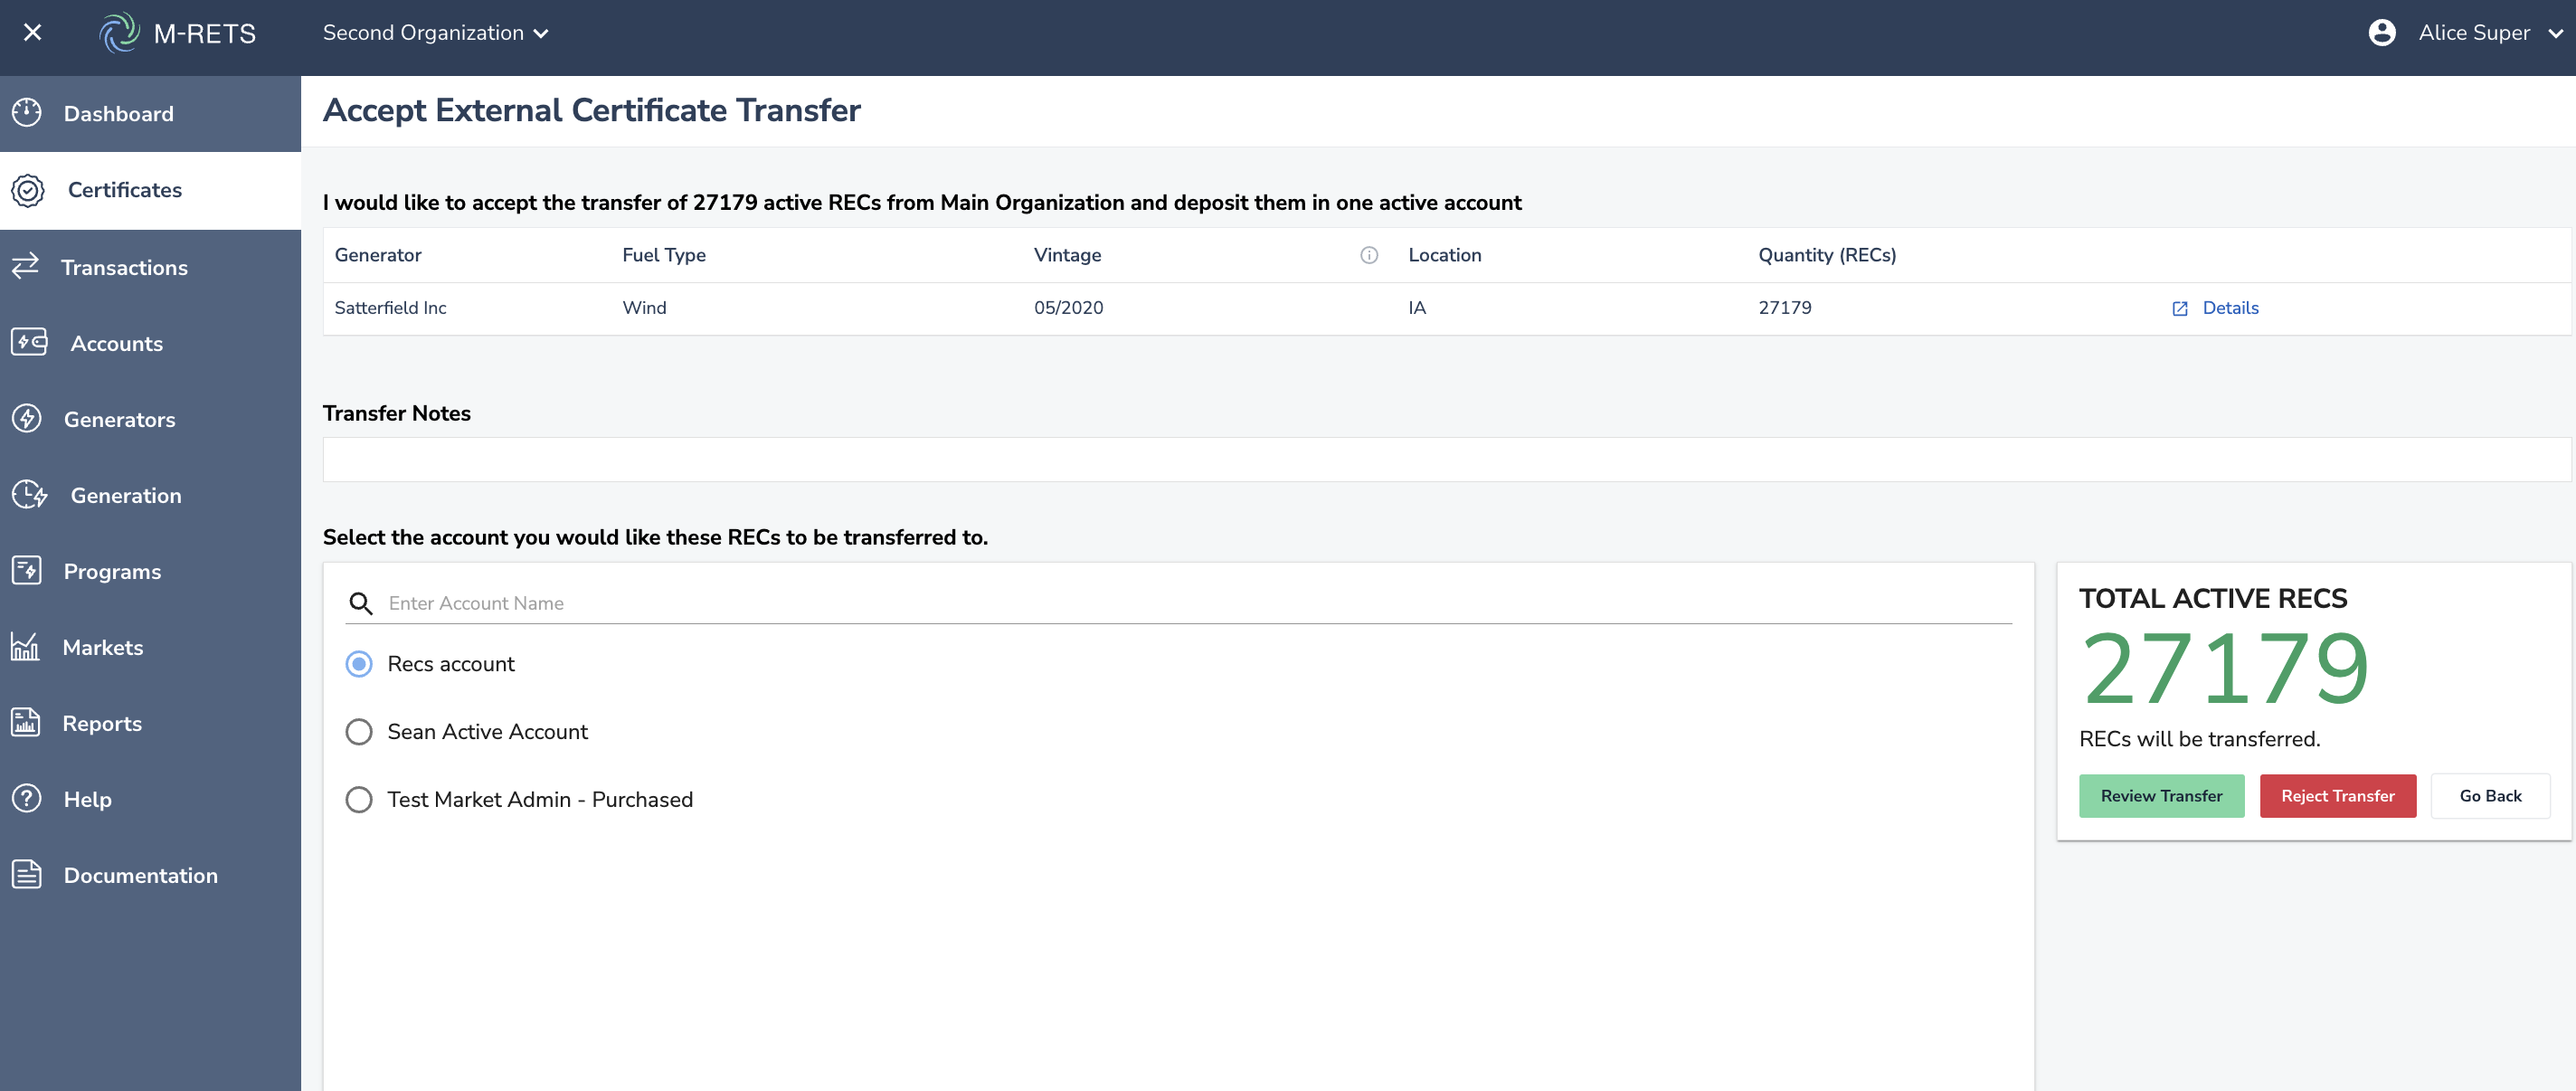 M-RETS
Second Organization
Alice Super
Dashboard
Certificates
Transactions
Accounts
Generators
Generation
Programs
Markets
Reports
Help
Documentation
Accept External Certificate Transfer
I would like to accept the transfer of 27179 active RECs from Main Organization and deposit them in one active account
Generator Fuel Type Vintage Location Quantity (RECs)
Satterfield Inc Wind 05/2020 IA 27179 Details
Transfer Notes
Select the account you would like these RECs to be transferred to.
Enter Account Name
Recs account
Sean Active Account
Test Market Admin - Purchased
TOTAL ACTIVE RECS
27179
RECs will be transferred.
Review Transfer Reject Transfer Go Back